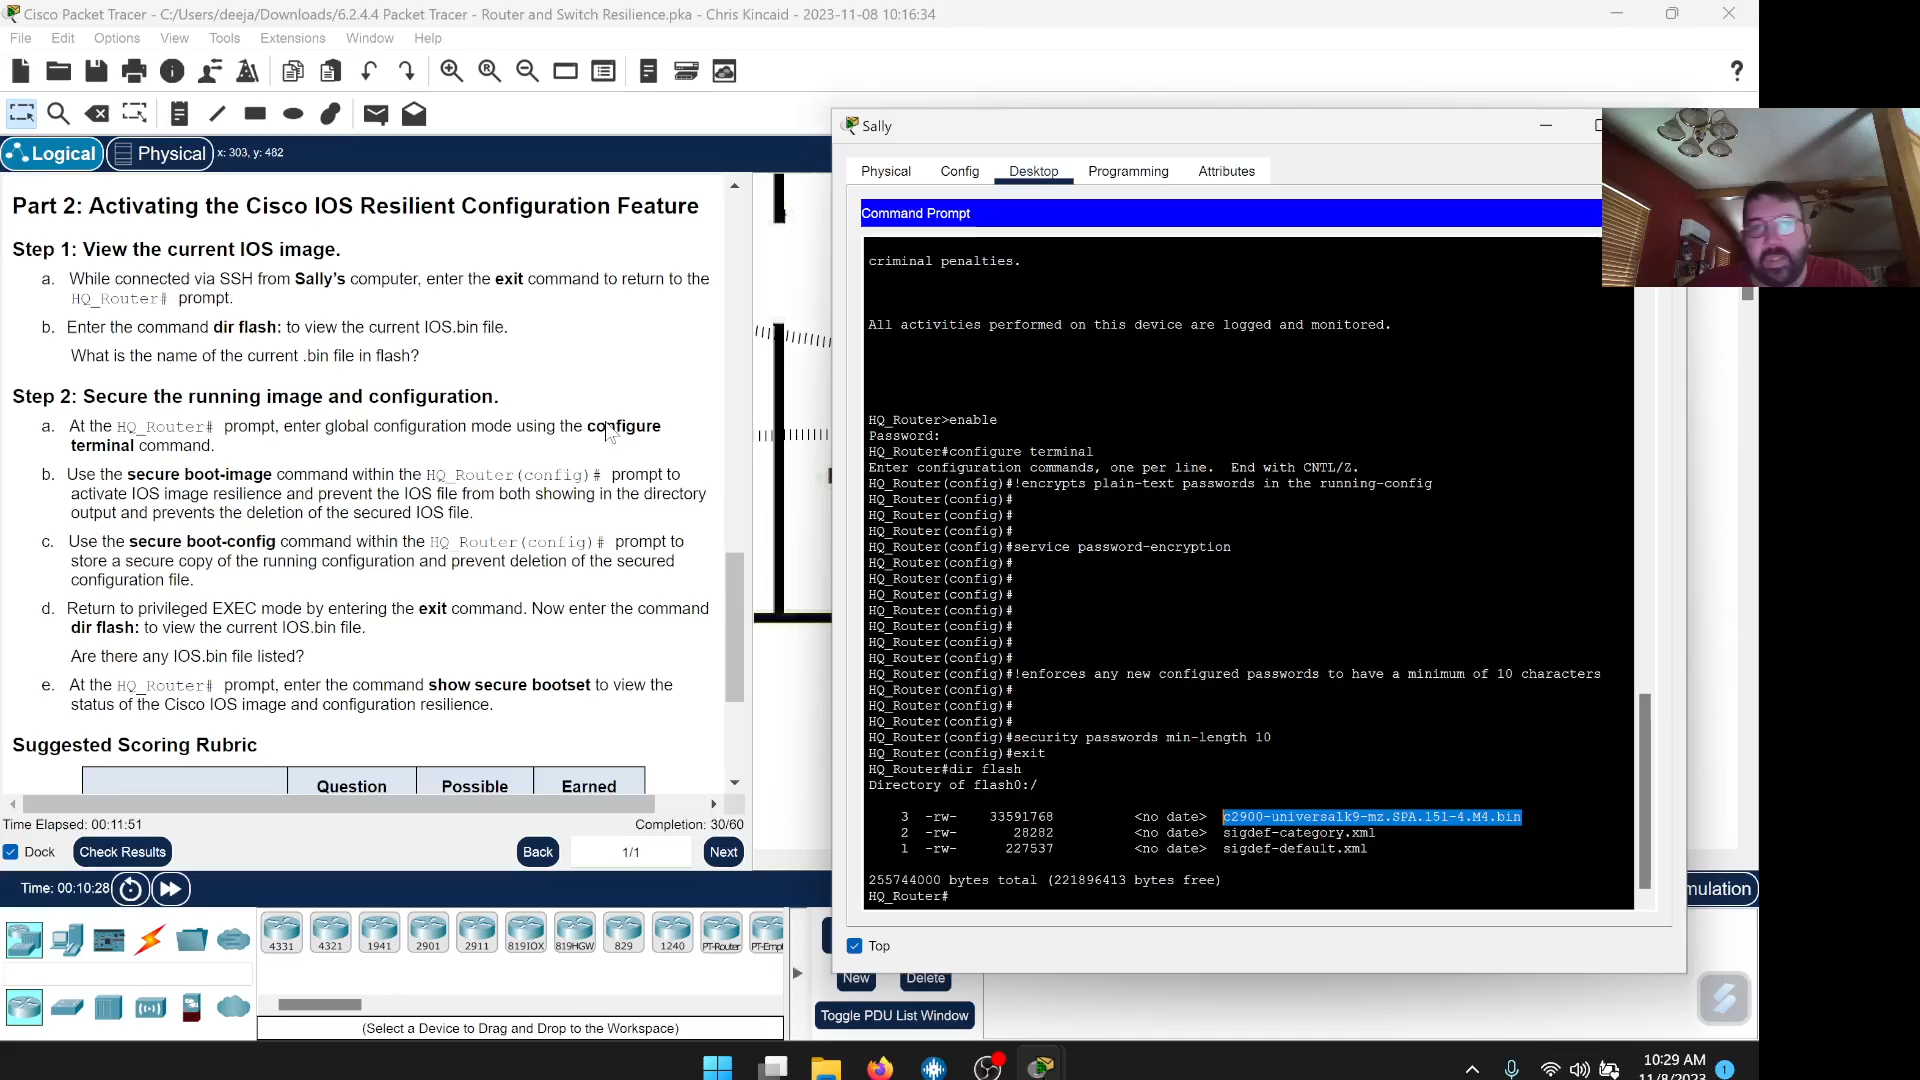 Cisco Packet Tracer - C:/Users/deeja/Downloads/6.2.4.4 Packet Tracer - Router and Switch Resilience.pka - Chris Kincaid - 2023-11-08 10:16:34
File Edit Options View Tools Extensions Window Help
?
Logical Physical x: 303, y: 482
Part 2: Activating the Cisco IOS Resilient Configuration Feature
Step 1: View the current IOS image.
a. While connected via SSH from Sally's computer, enter the exit command to return to the
HQ_Router# prompt.
b. Enter the command dir flash: to view the current IOS.bin file.
What is the name of the current .bin file in flash?
Step 2: Secure the running image and configuration.
a. At the HQ_Router# prompt, enter global configuration mode using the configure
terminal command.
b. Use the secure boot-image command within the HQ_Router(config)# prompt to
activate IOS image resilience and prevent the IOS file from both showing in the directory
output and prevents the deletion of the secured IOS file.
c. Use the secure boot-config command within the HQ_Router(config)# prompt to
store a secure copy of the running configuration and prevent deletion of the secured
configuration file.
d. Return to privileged EXEC mode by entering the exit command. Now enter the command
dir flash: to view the current IOS.bin file.
Are there any IOS.bin file listed?
e. At the HQ_Router# prompt, enter the command show secure bootset to view the
status of the Cisco IOS image and configuration resilience.
Suggested Scoring Rubric
Question Possible Earned
Time Elapsed: 00:11:51 Completion: 30/60
Dock Check Results Back 1/1 Next
Time: 00:10:28
4331 4321 1941 2901 2911 819IOX 819HGW 829 1240 PT-Router PT-Empt
(Select a Device to Drag and Drop to the Workspace)
Sally
Physical Config Desktop Programming Attributes
Command Prompt
criminal penalties.
All activities performed on this device are logged and monitored.
HQ_Router>enable
Password:
HQ_Router#configure terminal
Enter configuration commands, one per line. End with CNTL/Z.
HQ_Router(config)#!encrypts plain-text passwords in the running-config
HQ_Router(config)#
HQ_Router(config)#
HQ_Router(config)#
HQ_Router(config)#service password-encryption
HQ_Router(config)#
HQ_Router(config)#
HQ_Router(config)#
HQ_Router(config)#
HQ_Router(config)#
HQ_Router(config)#
HQ_Router(config)#
HQ_Router(config)#!enforces any new configured passwords to have a minimum of 10 characters
HQ_Router(config)#
HQ_Router(config)#
HQ_Router(config)#
HQ_Router(config)#security passwords min-length 10
HQ_Router(config)#exit
HQ_Router#dir flash
Directory of flash0:/
3 -rw- 33591768 <no date> c2900-universalk9-mz.SPA.151-4.M4.bin
2 -rw- 28282 <no date> sigdef-category.xml
1 -rw- 227537 <no date> sigdef-default.xml
255744000 bytes total (221896413 bytes free)
HQ_Router#
Top
mulation
New Delete
Toggle PDU List Window
10:29 AM
11/8/2023
1